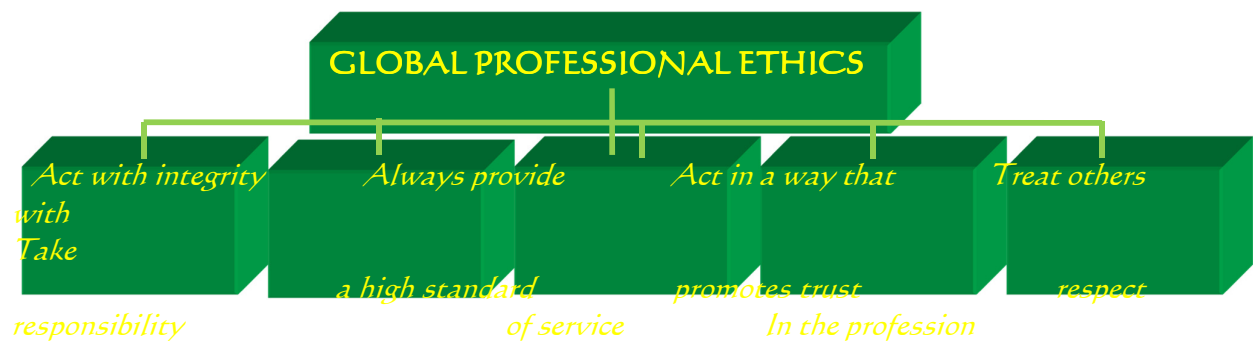 GLOBAL PROFESSIONAL ETHICS
Act with integrity Always provide Act in a way that Treat others
with
Take
a high standard promotes trust respect
responsibility of service In the profession